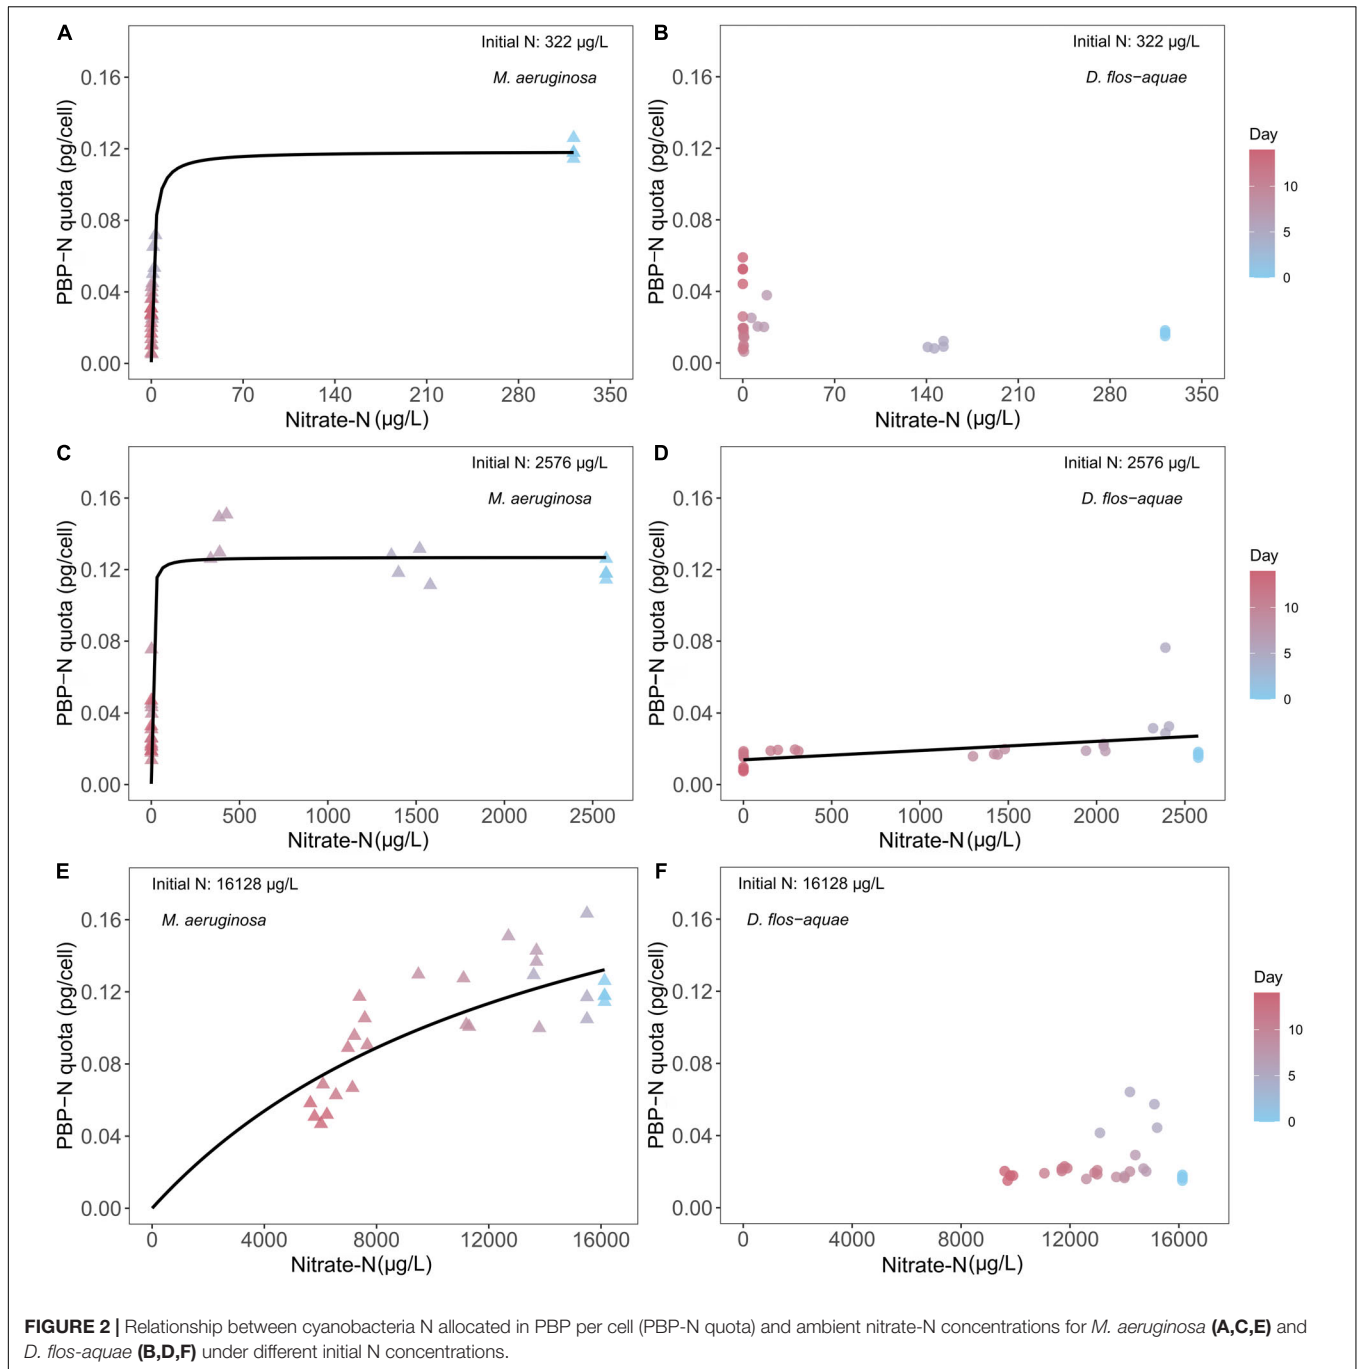 A
Initial N: 322 µg/L
M. aeruginosa
PBP−N quota (pg/cell)
0.16
0.12
0.08
0.04
0.00
0 70 140 210 280 350
Nitrate-N (µg/L)
B
Initial N: 322 µg/L
D. flos−aquae
PBP−N quota (pg/cell)
0.16
0.12
0.08
0.04
0.00
0 70 140 210 280 350
Nitrate-N (µg/L)
Day
10
5
0
C
Initial N: 2576 µg/L
M. aeruginosa
PBP−N quota (pg/cell)
0.16
0.12
0.08
0.04
0.00
0 500 1000 1500 2000 2500
Nitrate-N(µg/L)
D
Initial N: 2576 µg/L
D. flos−aquae
PBP−N quota (pg/cell)
0.16
0.12
0.08
0.04
0.00
0 500 1000 1500 2000 2500
Nitrate-N(µg/L)
Day
10
5
0
E
Initial N: 16128 µg/L
M. aeruginosa
PBP−N quota (pg/cell)
0.16
0.12
0.08
0.04
0.00
0 4000 8000 12000 16000
Nitrate-N(µg/L)
F
Initial N: 16128 µg/L
D. flos−aquae
PBP−N quota (pg/cell)
0.16
0.12
0.08
0.04
0.00
0 4000 8000 12000 16000
Nitrate-N(µg/L)
Day
10
5
0
FIGURE 2 | Relationship between cyanobacteria N allocated in PBP per cell (PBP-N quota) and ambient nitrate-N concentrations for M. aeruginosa (A,C,E) and
D. flos-aquae (B,D,F) under different initial N concentrations.